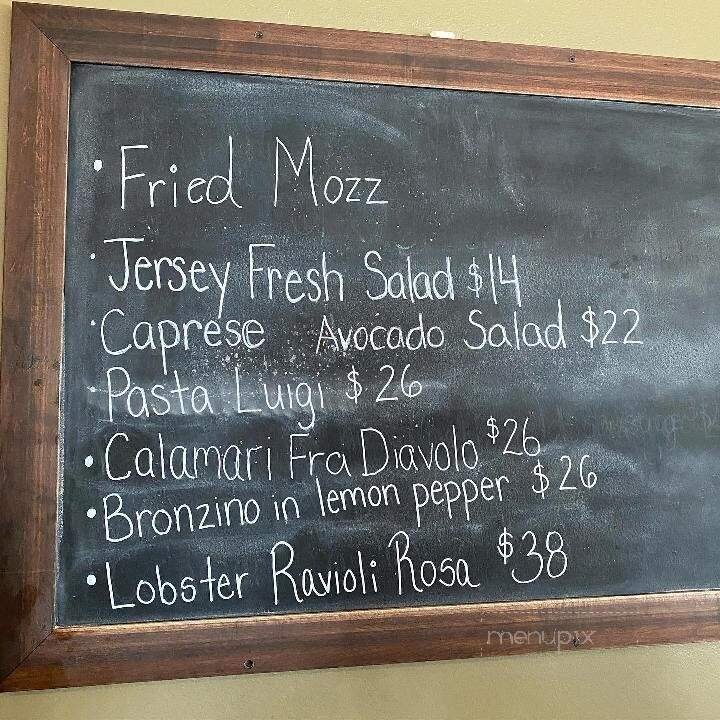 • Fried Mozz
• Jersey Fresh Salad $14
• Caprese Avocado Salad $22
• Pasta Luigi $26
• Calamari Fra Diavolo $26
• Bronzino in lemon pepper $26
• Lobster Ravioli Rosa $38
menupix